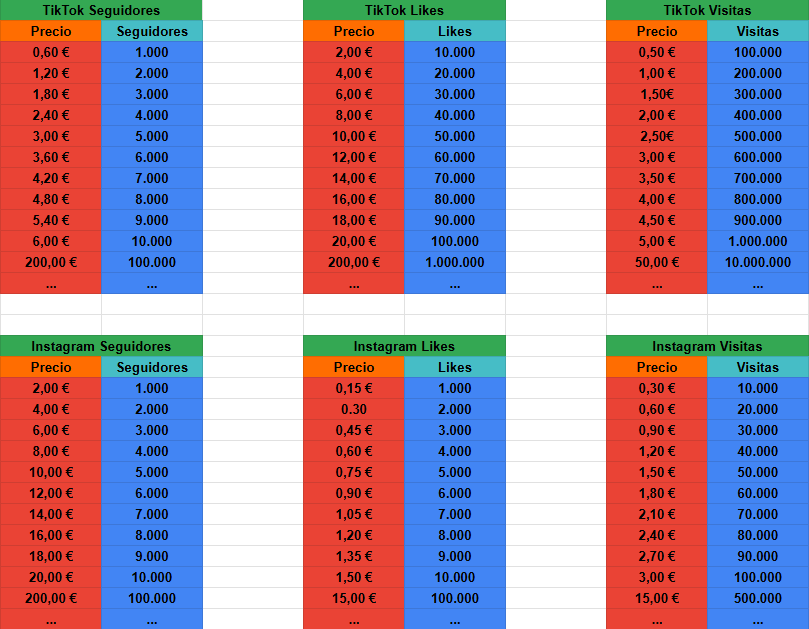 TikTok Seguidores TikTok Likes TikTok Visitas
Precio Seguidores Precio Likes Precio Visitas
0,60 € 1.000 2,00 € 10.000 0,50 € 100.000
1,20 € 2.000 4,00 € 20.000 1,00 € 200.000
1,80 € 3.000 6,00 € 30.000 1,50€ 300.000
2,40 € 4.000 8,00 € 40.000 2,00 € 400.000
3,00 € 5.000 10,00 € 50.000 2,50€ 500.000
3,60 € 6.000 12,00 € 60.000 3,00 € 600.000
4,20 € 7.000 14,00 € 70.000 3,50 € 700.000
4,80 € 8.000 16,00 € 80.000 4,00 € 800.000
5,40 € 9.000 18,00 € 90.000 4,50 € 900.000
6,00 € 10.000 20,00 € 100.000 5,00 € 1.000.000
200,00 € 100.000 200,00 € 1.000.000 50,00 € 10.000.000
... ... ... ... ... ...
Instagram Seguidores Instagram Likes Instagram Visitas
Precio Seguidores Precio Likes Precio Visitas
2,00 € 1.000 0,15 € 1.000 0,30 € 10.000
4,00 € 2.000 0.30 2.000 0,60 € 20.000
6,00 € 3.000 0,45 € 3.000 0,90 € 30.000
8,00 € 4.000 0,60 € 4.000 1,20 € 40.000
10,00 € 5.000 0,75 € 5.000 1,50 € 50.000
12,00 € 6.000 0,90 € 6.000 1,80 € 60.000
14,00 € 7.000 1,05 € 7.000 2,10 € 70.000
16,00 € 8.000 1,20 € 8.000 2,40 € 80.000
18,00 € 9.000 1,35 € 9.000 2,70 € 90.000
20,00 € 10.000 1,50 € 10.000 3,00 € 100.000
200,00 € 100.000 15,00 € 100.000 15,00 € 500.000
... ... ... ... ... ...